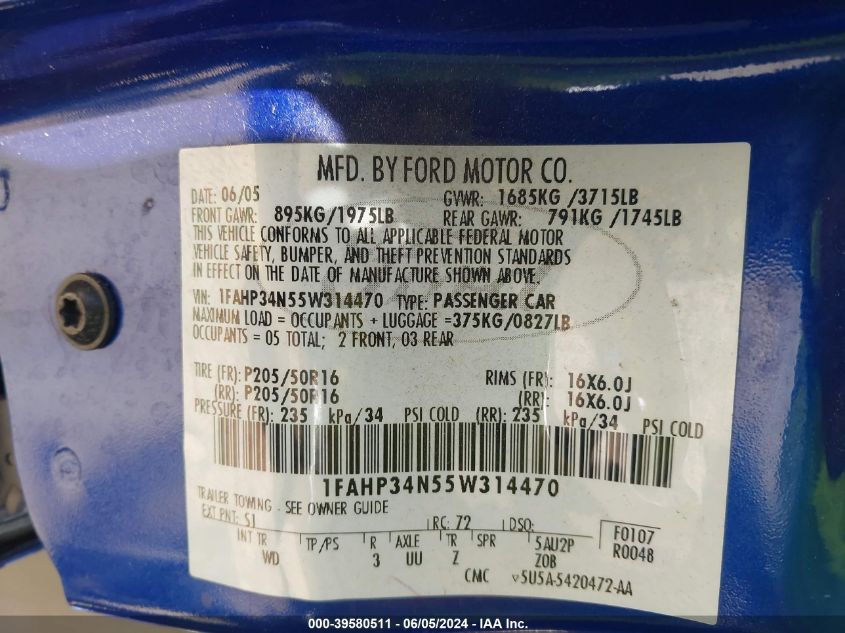 MFD. BY FORD MOTOR CO.
DATE: 06/05 GVWR: 1685KG /3715LB
FRONT GAWR: 895KG/1975LB REAR GAWR: 791KG /1745LB
THIS VEHICLE CONFORMS TO ALL APPLICABLE FEDERAL MOTOR
VEHICLE SAFETY, BUMPER, AND THEFT PREVENTION STANDARDS
IN EFFECT ON THE DATE OF MANUFACTURE SHOWN ABOVE.
VIN: 1FAHP34N55W314470 TYPE: PASSENGER CAR
MAXIMUM LOAD = OCCUPANTS + LUGGAGE =375KG/0827LB
OCCUPANTS = 05 TOTAL; 2 FRONT, 03 REAR
TIRE (FR): P205/50R16 RIMS (FR): 16X6.0J
(RR): P205/50R16 (RR): 16X6.0J
PRESSURE (FR): 235 kPa/34 PSI COLD (RR): 235 kPa/34 PSI COLD
1FAHP34N55W314470
TRAILER TOWING - SEE OWNER GUIDE
EXT PNT: S1 RC: 72 DSO: F0107
R0048
INT TR TP/PS R AXLE TR SPR 5AU2P
WD 3 UU Z Z0B
CMC v5U5A-5420472-AA
000-39580511 - 06/05/2024 - IAA Inc.